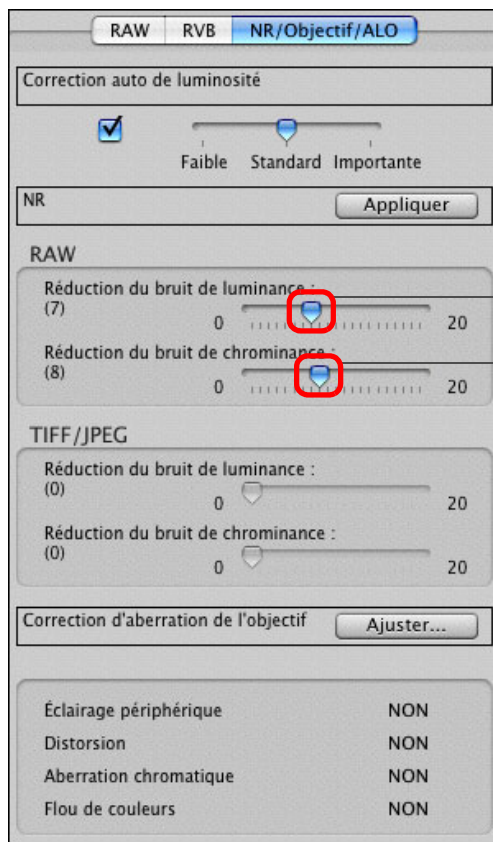 RAW RVB NR/Objectif/ALO
Correction auto de luminosité
Faible Standard Importante
NR Appliquer
RAW
Réduction du bruit de luminance :
(7)
0 20
Réduction du bruit de chrominance :
(8)
0 20
TIFF/JPEG
Réduction du bruit de luminance :
(0)
0 20
Réduction du bruit de chrominance :
(0)
0 20
Correction d'aberration de l'objectif Ajuster...
Éclairage périphérique NON
Distorsion NON
Aberration chromatique NON
Flou de couleurs NON